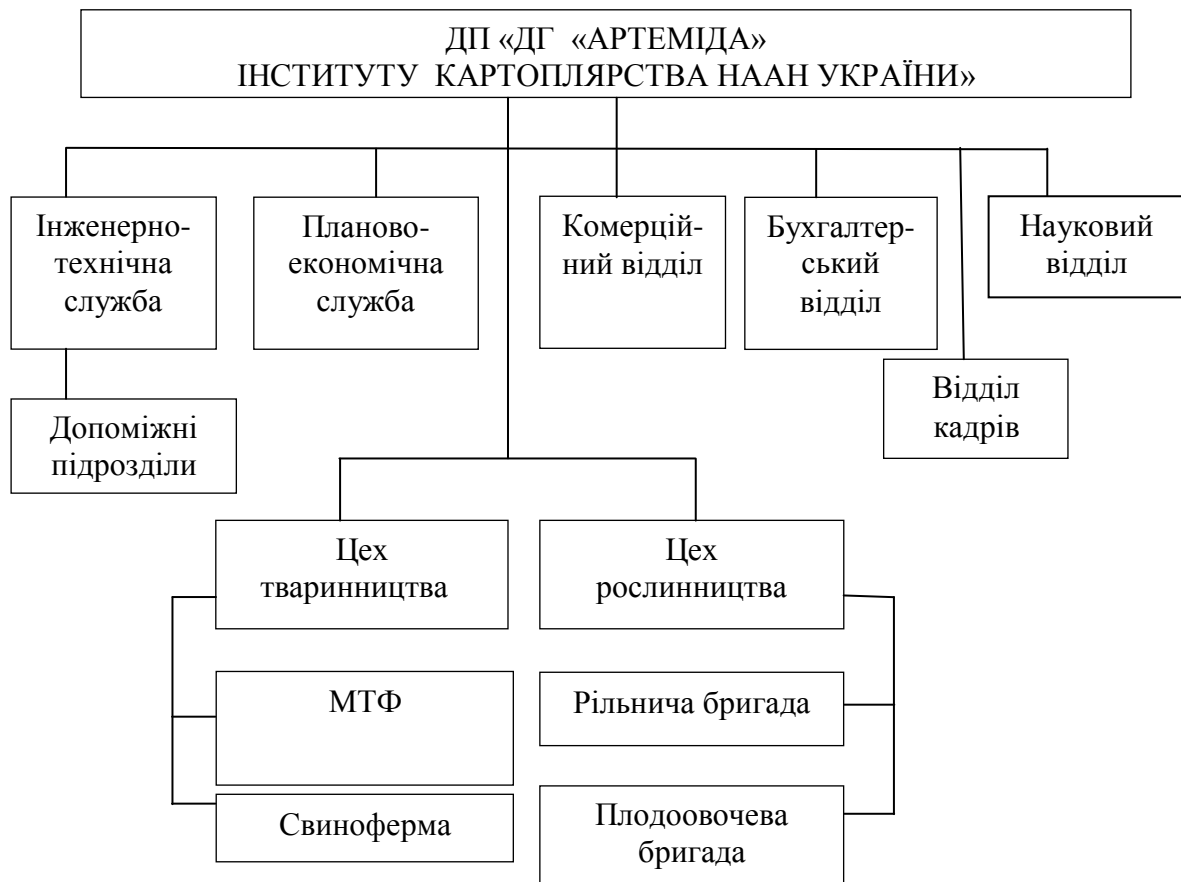 ДП «ДГ «АРТЕМІДА»
ІНСТИТУТУ КАРТОПЛЯРСТВА НААН УКРАЇНИ»
Інженерно-
технічна
служба
Планово-
економічна
служба
Комерцій-
ний відділ
Бухгалтер-
ський
відділ
Науковий
відділ
Відділ
кадрів
Допоміжні
підрозділи
Цех
тваринництва
Цех
рослинництва
МТФ
Рільнича бригада
Свиноферма
Плодоовочева
бригада